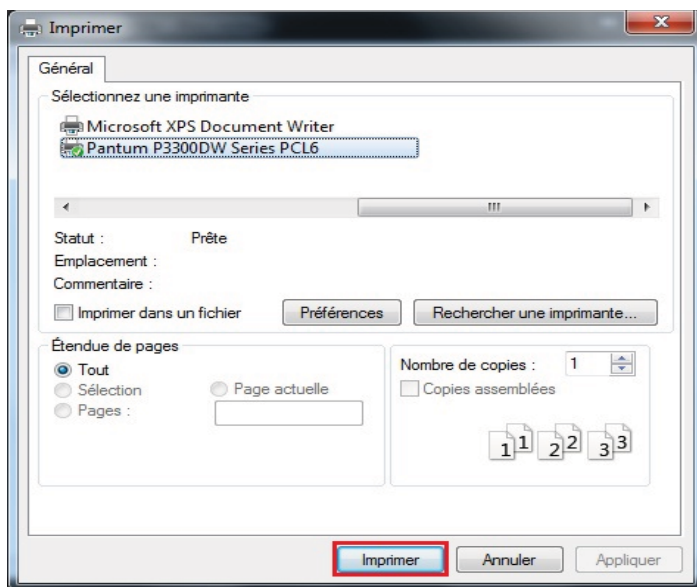 Imprimer
Général
Sélectionnez une imprimante
Microsoft XPS Document Writer
Pantum P3300DW Series PCL6
Statut : Prête
Emplacement :
Commentaire :
Imprimer dans un fichier
Préférences
Rechercher une imprimante...
Étendue de pages
Tout
Sélection
Page actuelle
Pages :
Nombre de copies : 1
Copies assemblées
1 1 2 2 3 3
Imprimer
Annuler
Appliquer